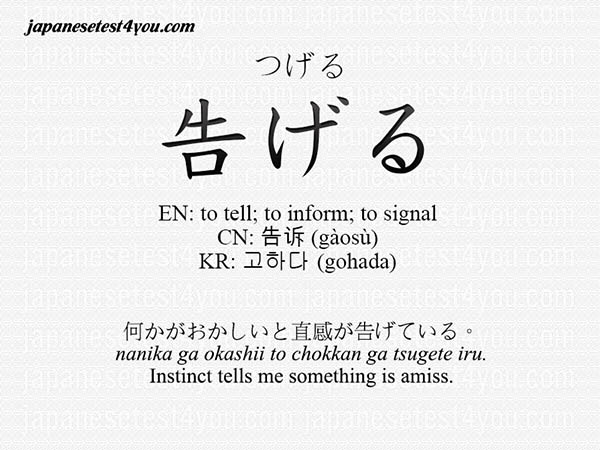 japanesetest4you.com
つげる
告げる
EN: to tell; to inform; to signal
CN: 告诉 (gàosù)
KR: 고하다 (gohada)
何かがおかしいと直感が告げている。
nanika ga okashii to chokkan ga tsugete iru.
Instinct tells me something is amiss.